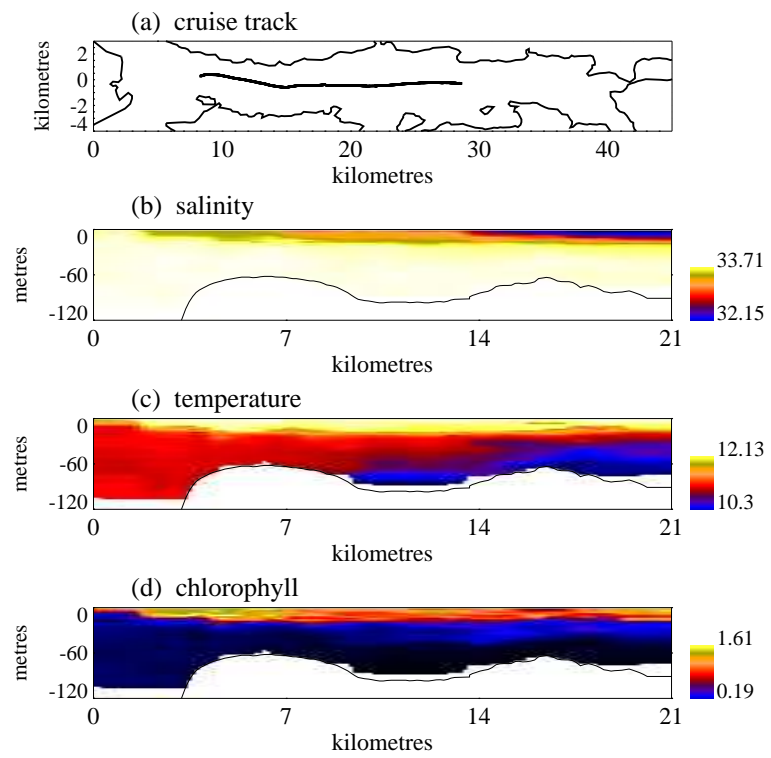 (a) cruise track
kilometres
2
0
-2
-4
0 10 20 30 40
kilometres
(b) salinity
metres
0
-60
-120
0 7 14 21
kilometres
33.71
32.15
(c) temperature
metres
0
-60
-120
0 7 14 21
kilometres
12.13
10.3
(d) chlorophyll
metres
0
-60
-120
0 7 14 21
kilometres
1.61
0.19